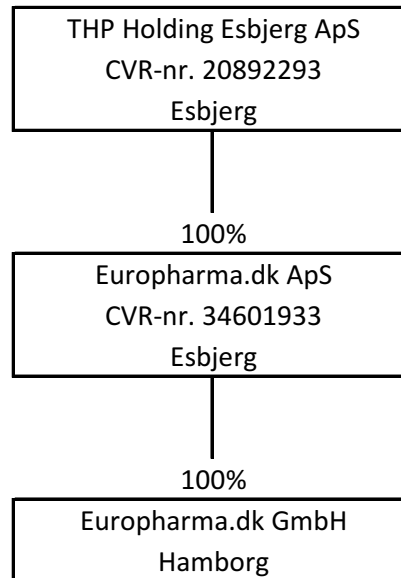 THP Holding Esbjerg ApS
CVR-nr. 20892293
Esbjerg
100%
Europharma.dk ApS
CVR-nr. 34601933
Esbjerg
100%
Europharma.dk GmbH
Hamborg